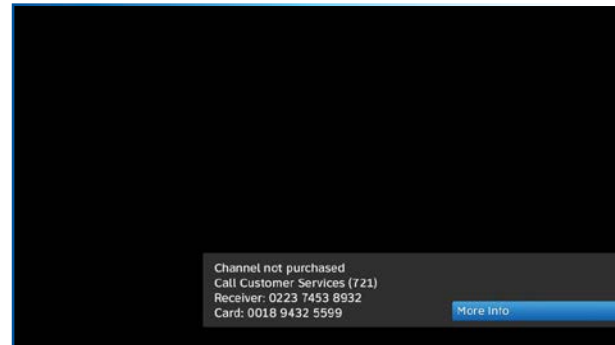 Channel not purchased
Call Customer Services (721)
Receiver: 0223 7453 8932
Card: 0018 9432 5599
More Info